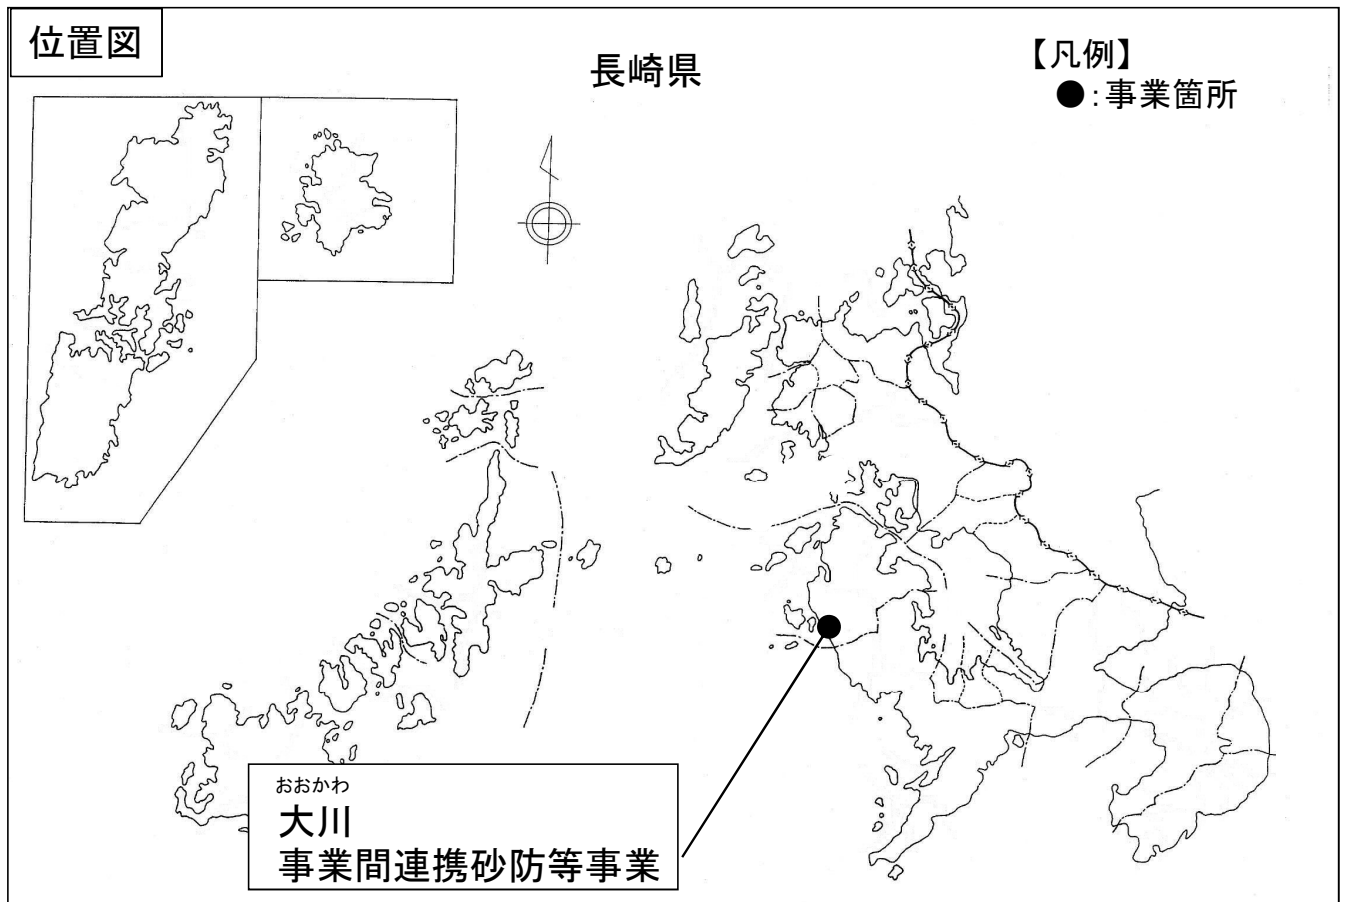 位置図
長崎県
【凡例】
●:事業箇所
おおかわ
大川
事業間連携砂防等事業